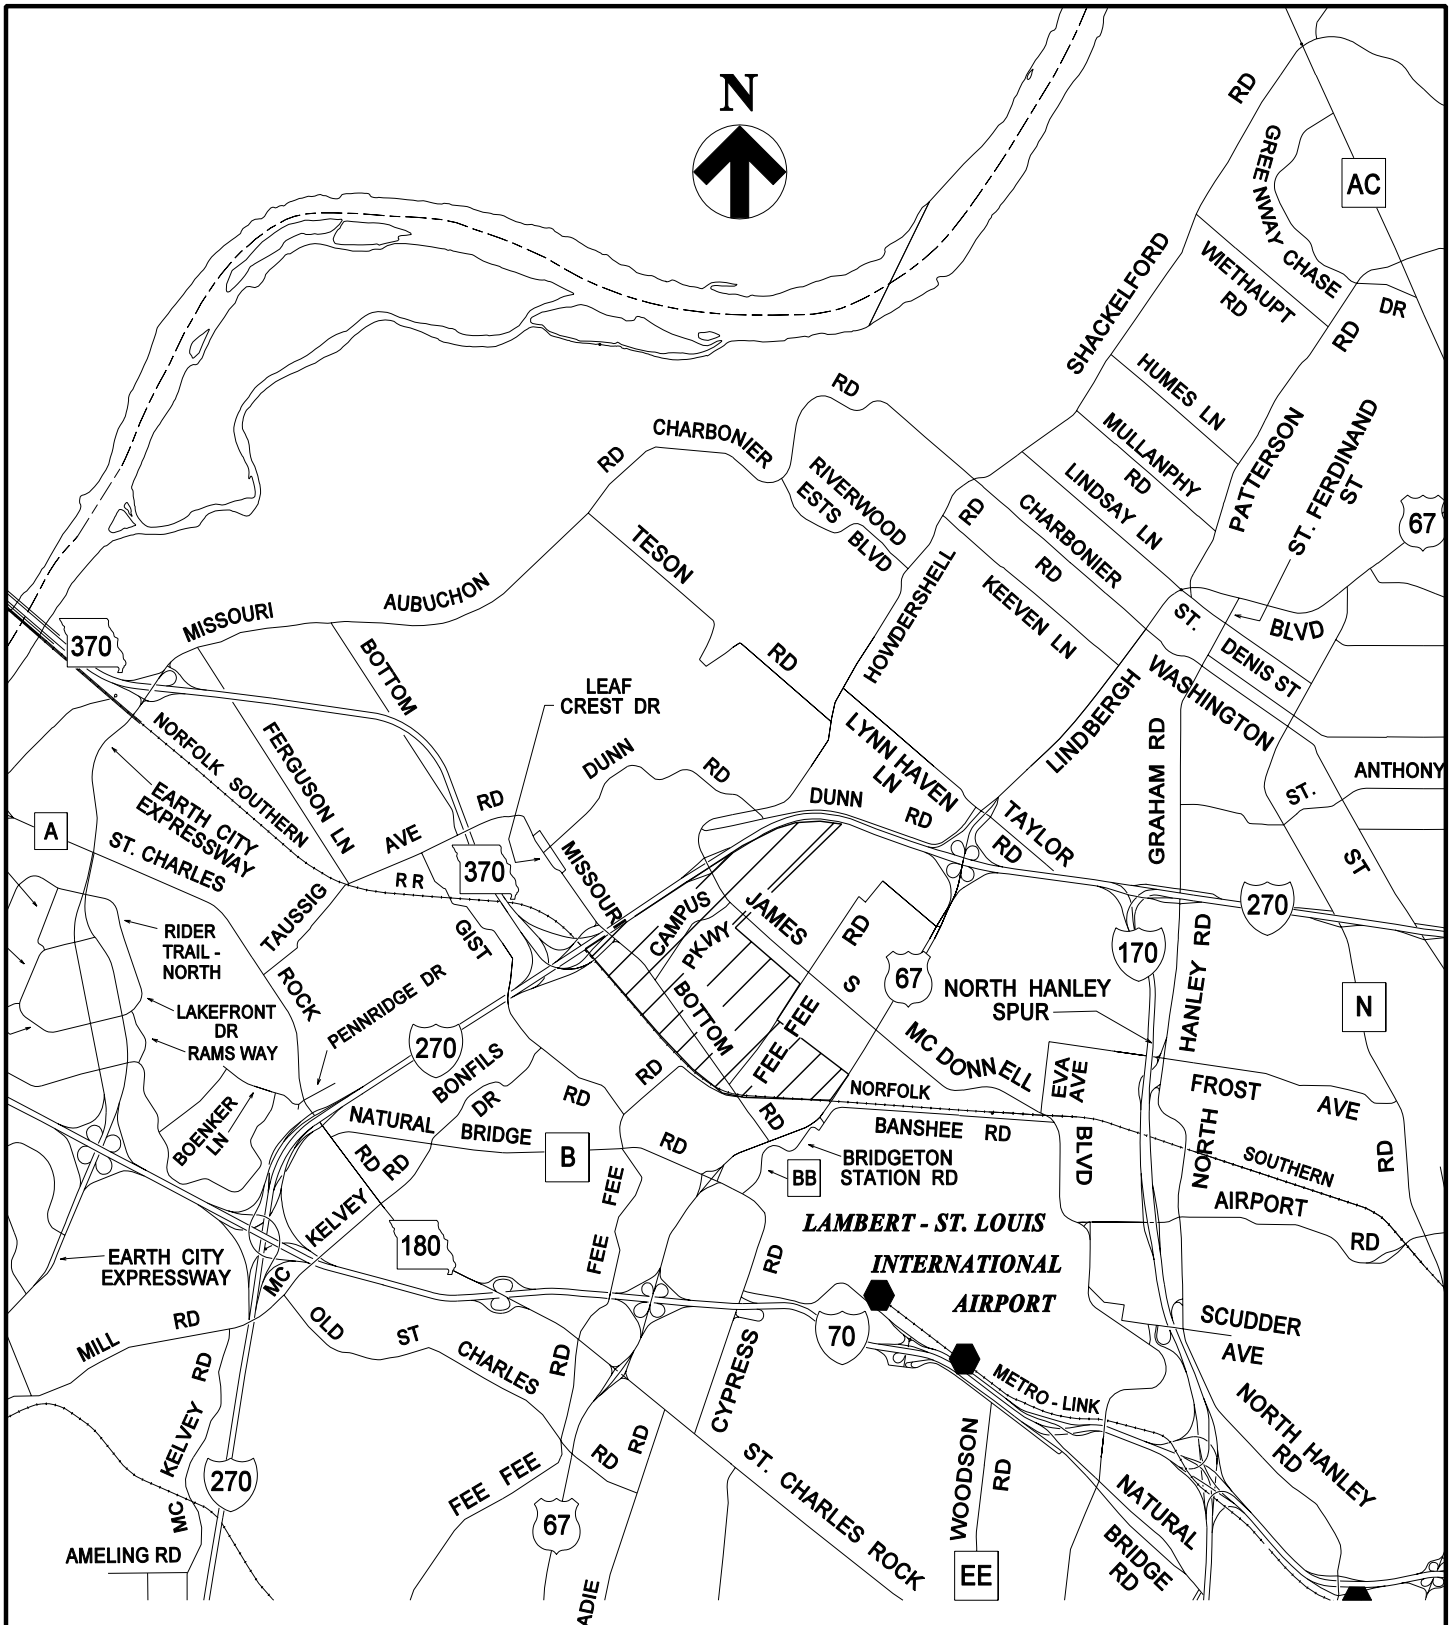 N
RD
GREE NWAY CHASE DR
AC
SHACKELFORD
WIETHAUPT
RD
RD
HUMES LN
MULLANPHY
RD
LINDSAY LN
PATTERSON
ST. FERDINAND
ST
67
RD
CHARBONIER
RD
RIVERWOOD
ESTS BLVD
RD
CHARBONIER
RD
KEEVEN LN
HOWDERSHELL
TESON
RD
AUBUCHON
MISSOURI
370
BOTTOM
ST.
DENIS ST
BLVD
WASHINGTON
LINDBERGH
GRAHAM RD
LEAF
CREST DR
NORFOLK SOUTHERN
FERGUSON LN
DUNN
RD
LYNN HAVEN
LN
DUNN
RD
TAYLOR
RD
ANTHONY
ST.
ST
EARTH CITY
EXPRESSWAY
A
ST. CHARLES
AVE
RD
RR
370
MISSOURI
CAMPUS
PKWY
JAMES
S
RD
270
170
HANLEY RD
TAUSSIG
GIST
RIDER
TRAIL -
NORTH
ROCK
PENNRIDGE DR
LAKEFRONT
DR
RAMS WAY
67
NORTH HANLEY
SPUR
N
270
BONFILS
DR
BOTTOM
FEE FEE
MC DONNELL
EVA
AVE
FROST AVE
NORTH
RD
RD
NORFOLK
BANSHEE RD
BOENKER
LN
NATURAL BRIDGE
B
RD
RD
RD
BRIDGETON
STATION RD
BB
BLVD
SOUTHERN
RD
AIRPORT
RD
RD
RD
KELVEY
MC
180
FEE FEE
RD
LAMBERT - ST. LOUIS
INTERNATIONAL
AIRPORT
EARTH CITY
EXPRESSWAY
MILL
RD
OLD ST CHARLES
RD
70
SCUDDER
AVE
METRO - LINK
CYPRESS
RD
MC KELVEY
RD
270
FEE FEE
RD
67
ST. CHARLES ROCK
WOODSON
RD
EE
NORTH HANLEY
RD
NATURAL
BRIDGE
RD
AMELING RD
ADIE